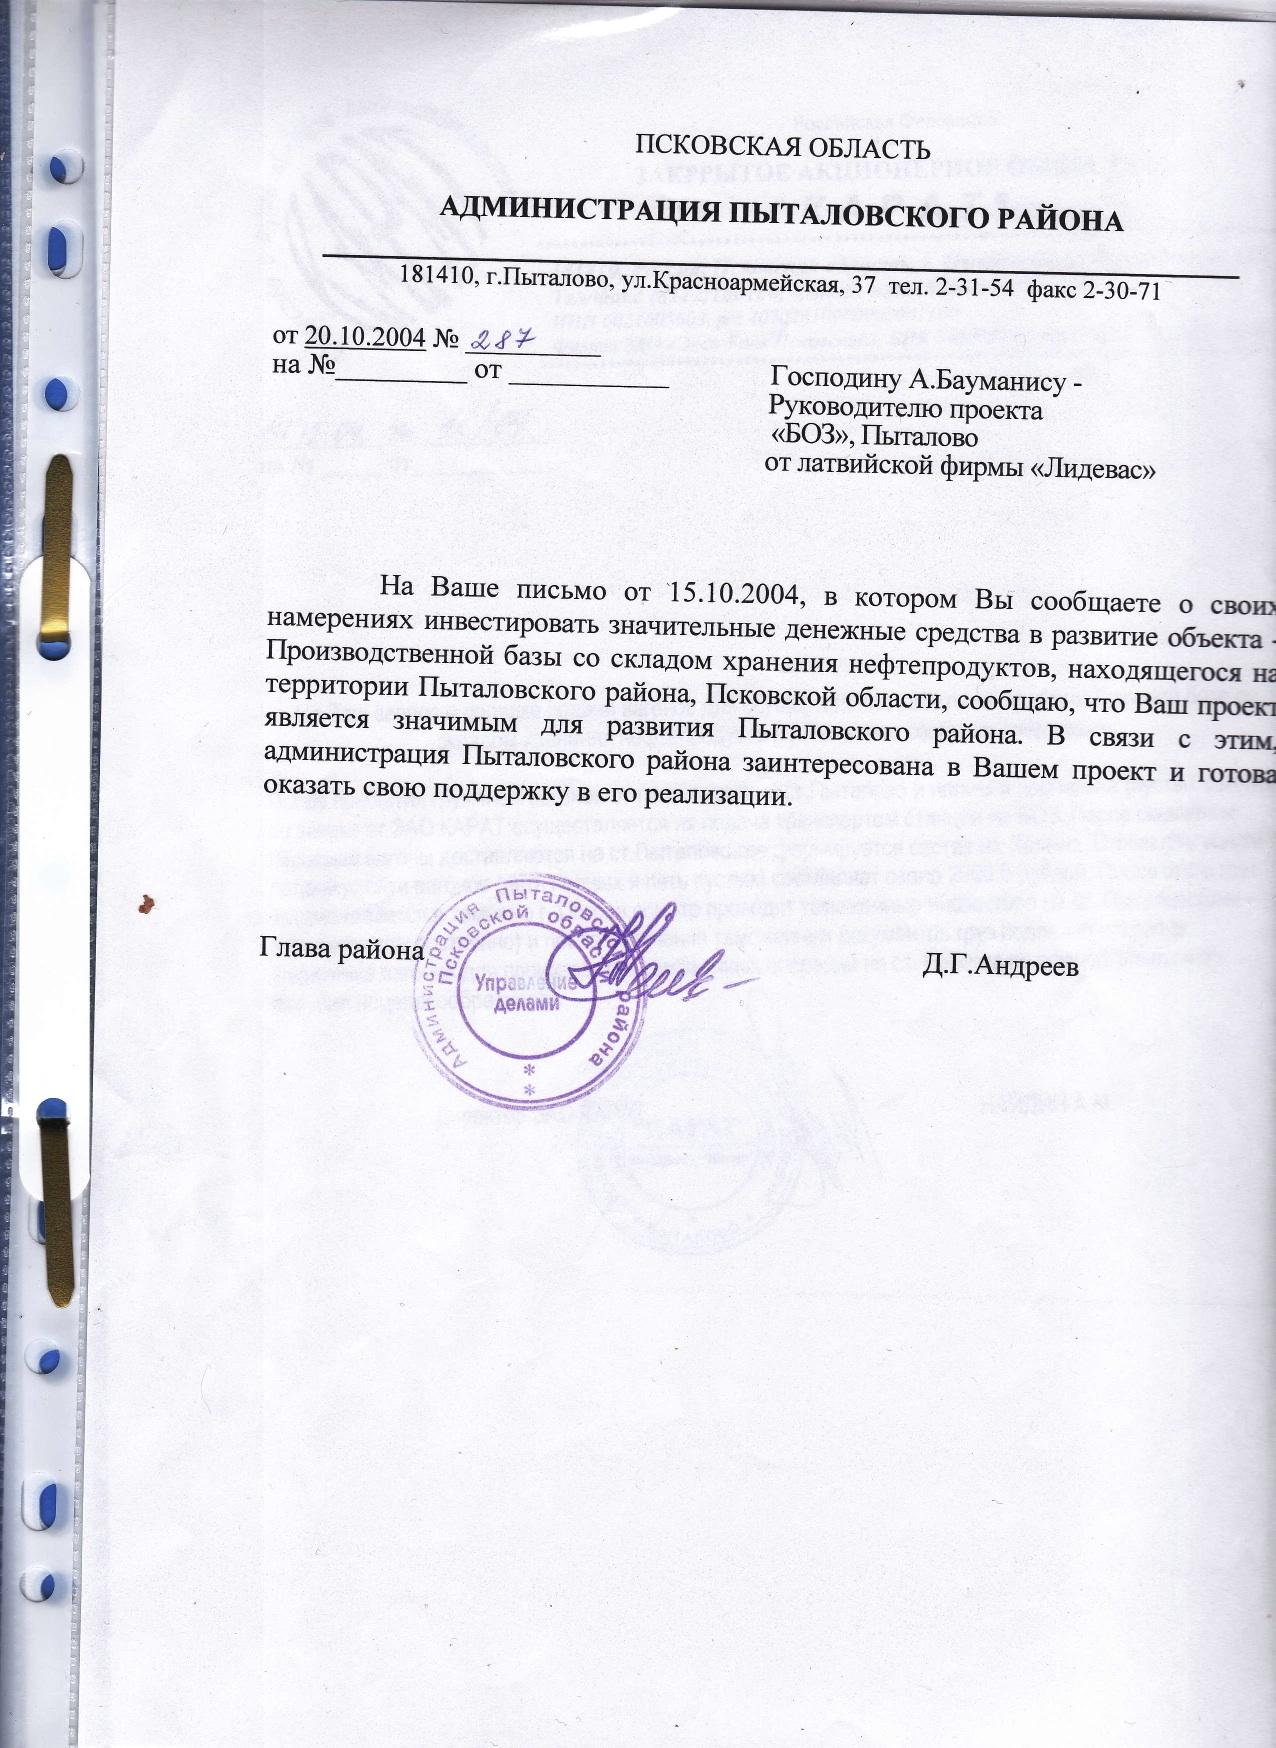 ПСКОВСКАЯ ОБЛАСТЬ
АДМИНИСТРАЦИЯ ПЫТАЛОВСКОГО РАЙОНА
181410, г.Пыталово, ул.Красноармейская, 37 тел. 2-31-54 факс 2-30-71
от 20.10.2004 № 287
на №__________ от ____________
Господину А.Бауманису -
Руководителю проекта
«БОЗ», Пыталово
от латвийской фирмы «Лидевас»
На Ваше письмо от 15.10.2004, в котором Вы сообщаете о своих
намерениях инвестировать значительные денежные средства в развитие объекта -
Производственной базы со складом хранения нефтепродуктов, находящегося на
территории Пыталовского района, Псковской области, сообщаю, что Ваш проект
является значимым для развития Пыталовского района. В связи с этим,
администрация Пыталовского района заинтересована в Вашем проект и готова
оказать свою поддержку в его реализации.
Глава района
Д.Г.Андреев
Администрация Пыталовского района
Псковской области
Управление
делами